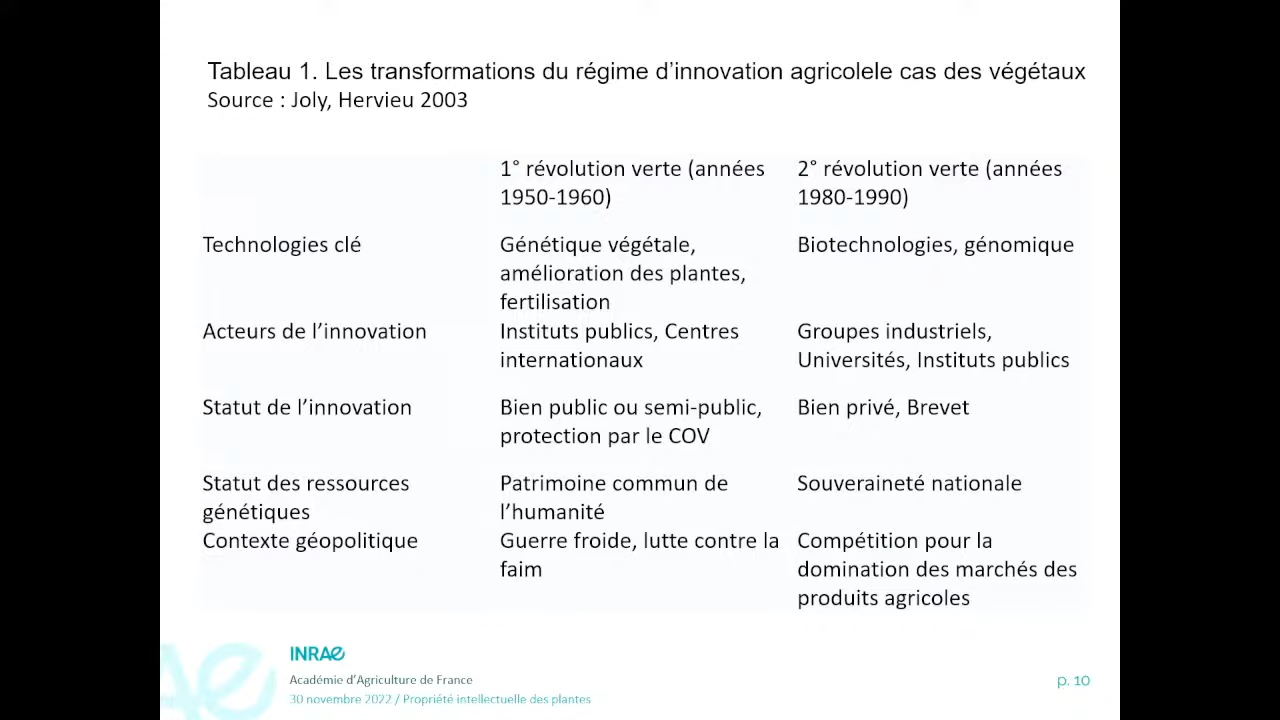 Tableau 1. Les transformations du régime d’innovation agricolele cas des végétaux
Source : Joly, Hervieu 2003
1° révolution verte (années
1950-1960)
2° révolution verte (années
1980-1990)
Technologies clé
Génétique végétale,
amélioration des plantes,
fertilisation
Biotechnologies, génomique
Acteurs de l’innovation
Instituts publics, Centres
internationaux
Groupes industriels,
Universités, Instituts publics
Statut de l’innovation
Bien public ou semi-public,
protection par le COV
Bien privé, Brevet
Statut des ressources
génétiques
Patrimoine commun de
l’humanité
Souveraineté nationale
Contexte géopolitique
Guerre froide, lutte contre la
faim
Compétition pour la
domination des marchés des
produits agricoles
INRAE
Académie d’Agriculture de France
30 novembre 2022 / Propriété intellectuelle des plantes
p. 10